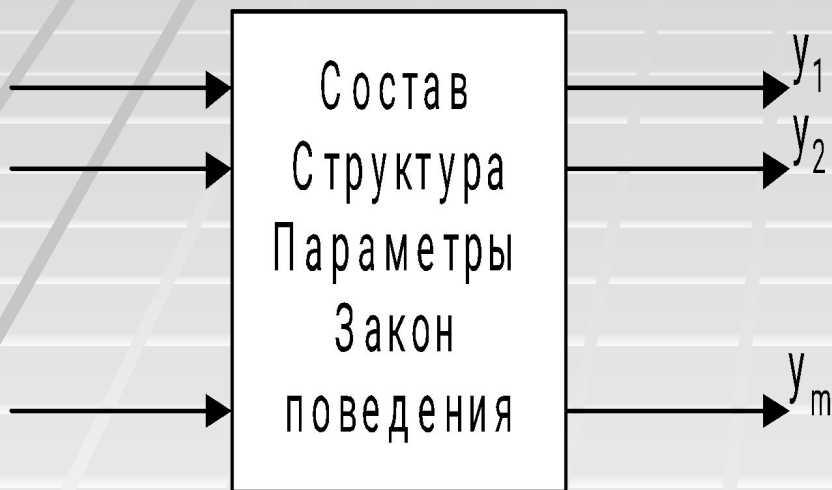 Состав
Структура
Параметры
Закон
поведения
y1
y2
ym